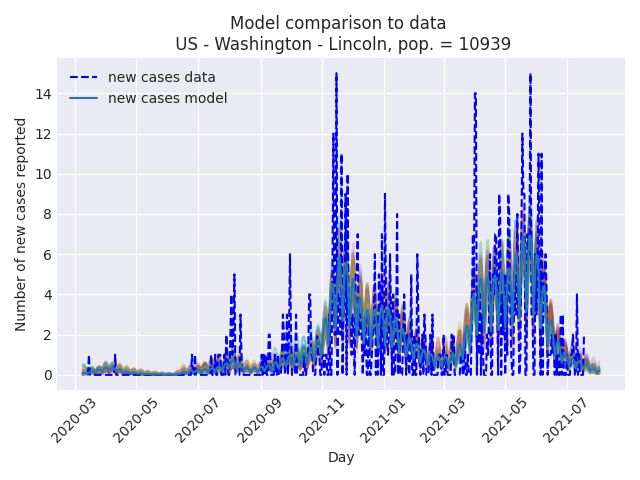 Model comparison to data
US - Washington - Lincoln, pop. = 10939
new cases data
new cases model
Number of new cases reported
14
12
10
8
6
4
2
0
2020-03
2020-05
2020-07
2020-09
2020-11
2021-01
2021-03
2021-05
2021-07
Day